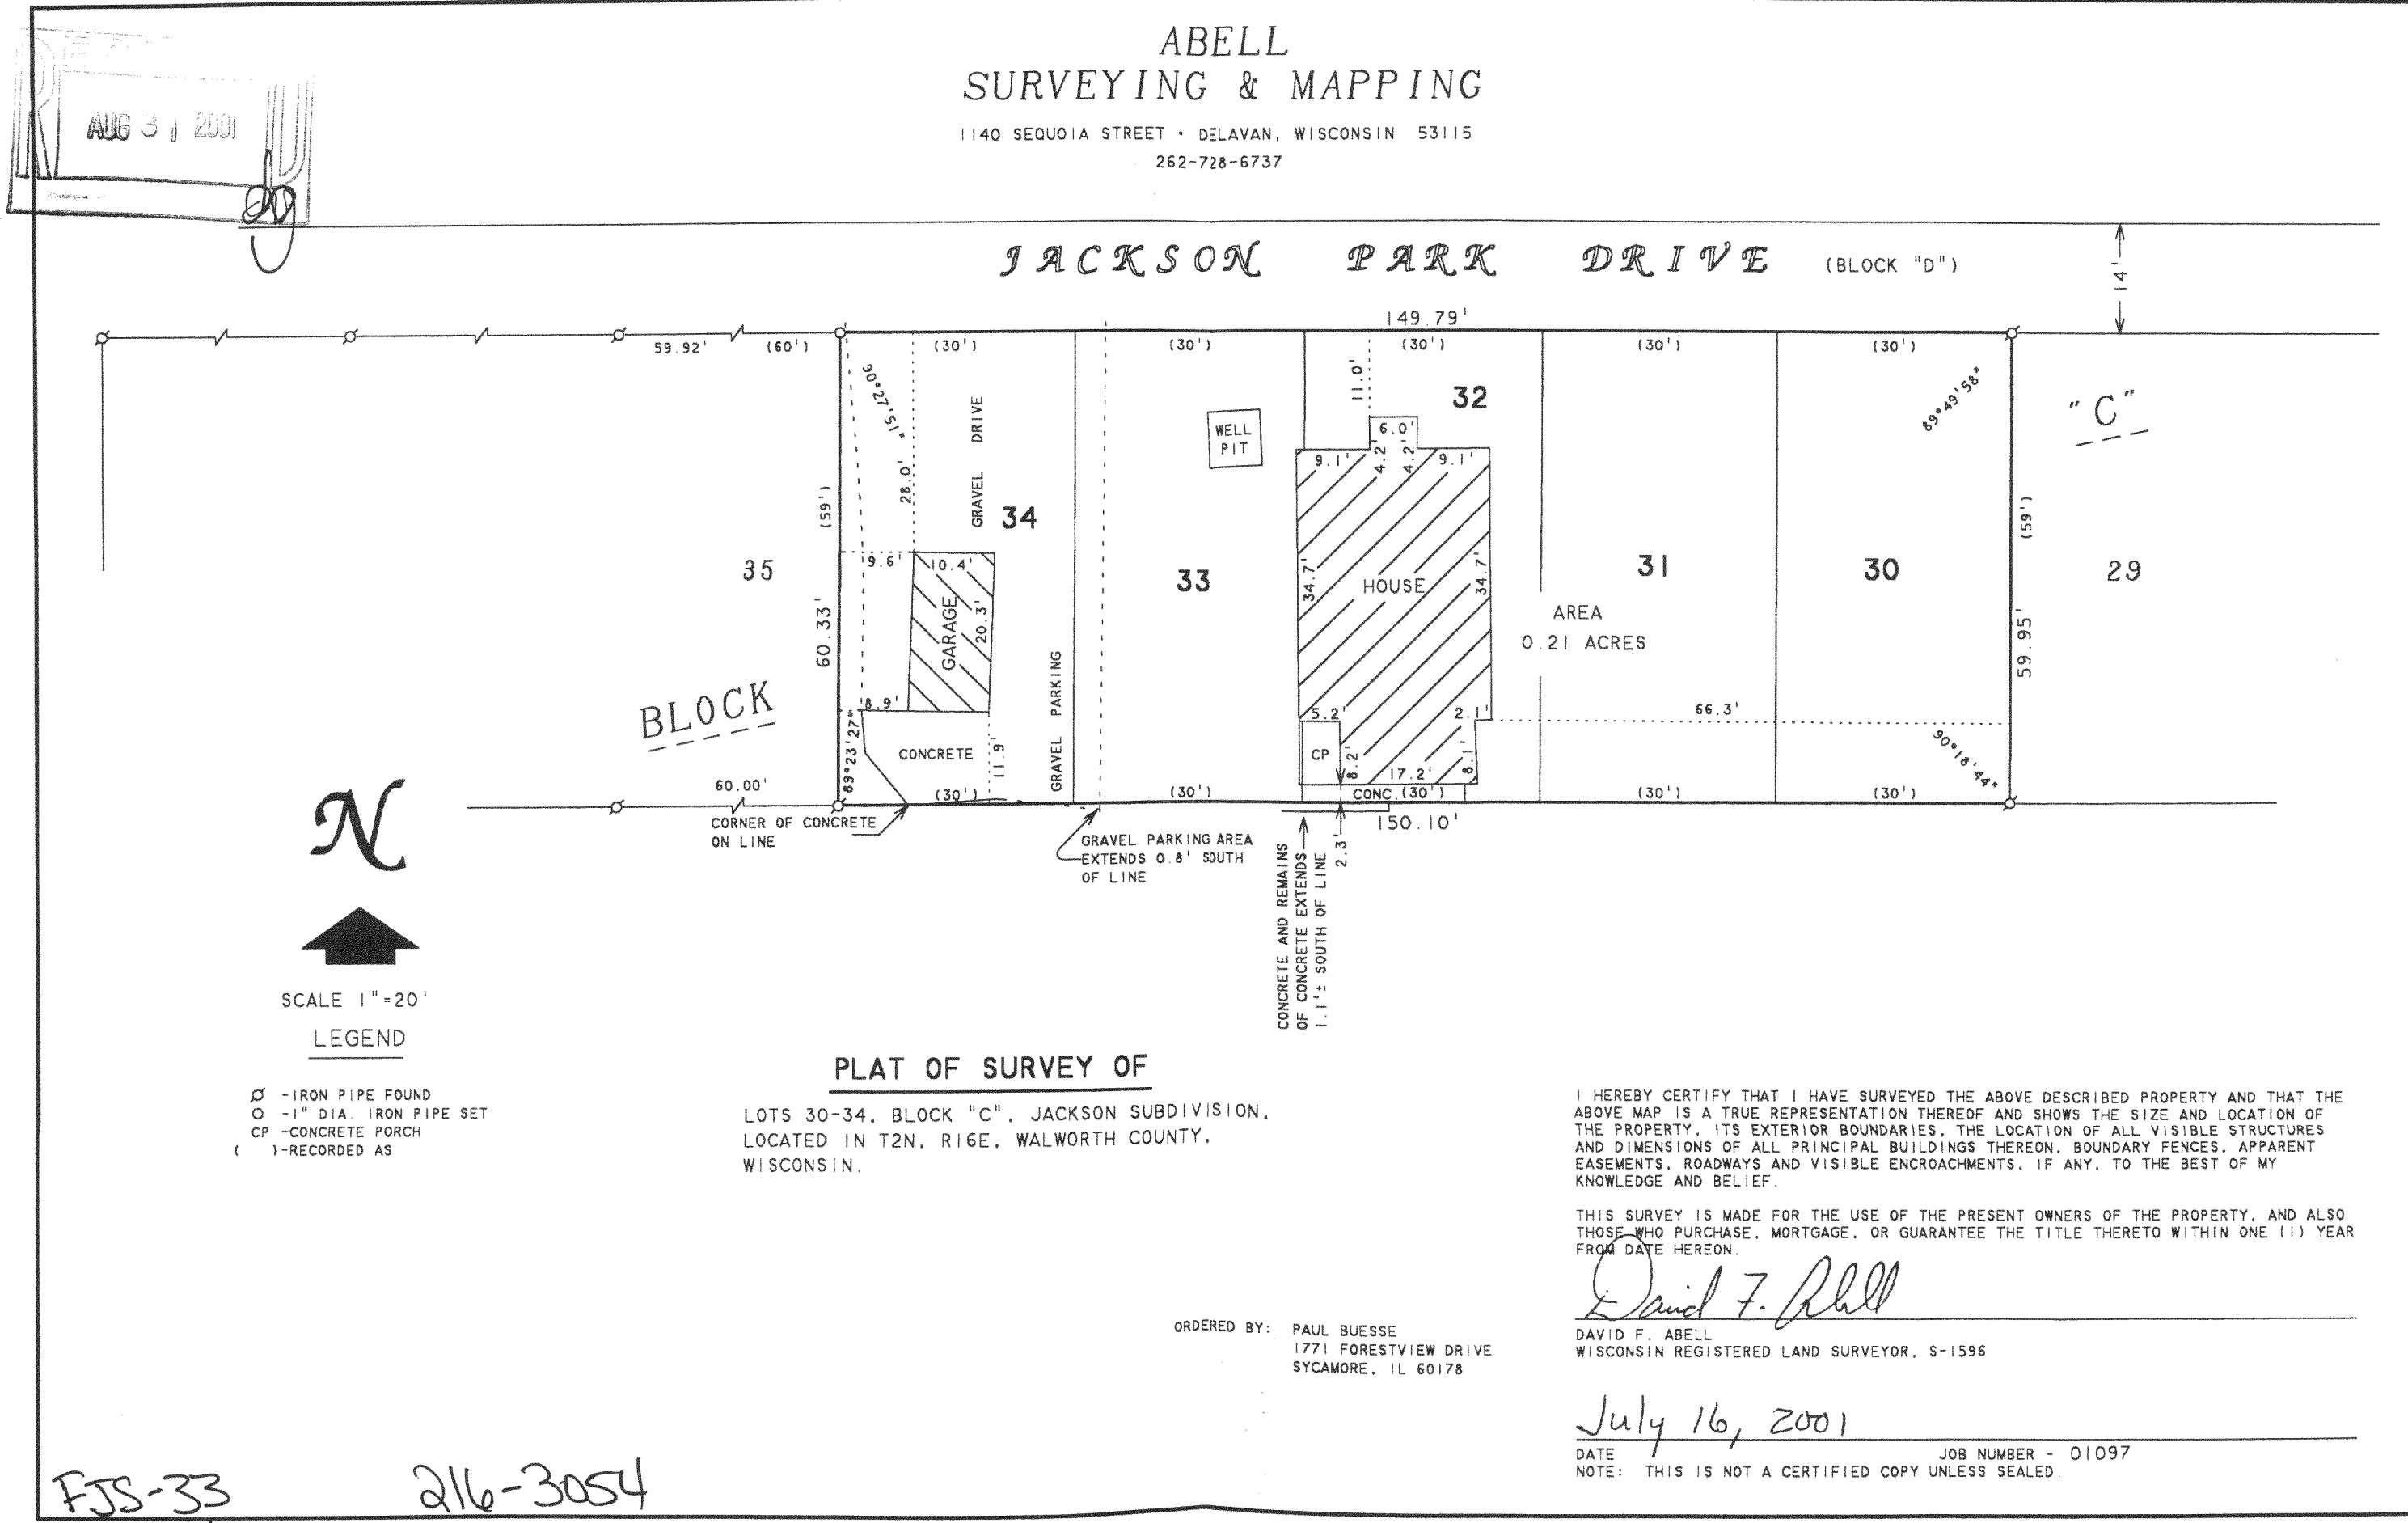 ABELL
SURVEYING & MAPPING
1140 SEQUOIA STREET • DELAVAN, WISCONSIN 53115
262-728-6737
AUG 31 2001
JACKSON PARK DRIVE (BLOCK "D")
14'
149.79'
59.92' (60') (30') (30') (30') (30') (30')
90°27'51"
28.0'
GRAVEL DRIVE
34
(59')
60.33'
35
BLOCK
9.6'
10.4'
GARAGE
20.3'
8.9'
89°23'27"
CONCRETE
11.9'
GRAVEL PARKING
WELL
PIT
33
11.0'
32
6.0'
9.1' 4.2' 4.2' 9.1'
34.7'
HOUSE
34.7'
5.2' 2.1'
CP
8.2'
17.2'
8.1'
AREA
0.21 ACRES
31
30
89°49'58"
"C"
(59')
29
59.95'
66.3'
90°18'44"
60.00' (30') (30') CONC. (30') (30') (30')
150.10'
2.3'
CORNER OF CONCRETE
ON LINE
GRAVEL PARKING AREA
EXTENDS 0.8' SOUTH
OF LINE
CONCRETE AND REMAINS
OF CONCRETE EXTENDS
1.1'± SOUTH OF LINE
N
SCALE 1"=20'
LEGEND
-IRON PIPE FOUND
O -1" DIA. IRON PIPE SET
CP -CONCRETE PORCH
( )-RECORDED AS
PLAT OF SURVEY OF
LOTS 30-34, BLOCK "C", JACKSON SUBDIVISION,
LOCATED IN T2N, R16E, WALWORTH COUNTY,
WISCONSIN.
I HEREBY CERTIFY THAT I HAVE SURVEYED THE ABOVE DESCRIBED PROPERTY AND THAT THE
ABOVE MAP IS A TRUE REPRESENTATION THEREOF AND SHOWS THE SIZE AND LOCATION OF
THE PROPERTY, ITS EXTERIOR BOUNDARIES, THE LOCATION OF ALL VISIBLE STRUCTURES
AND DIMENSIONS OF ALL PRINCIPAL BUILDINGS THEREON, BOUNDARY FENCES, APPARENT
EASEMENTS, ROADWAYS AND VISIBLE ENCROACHMENTS, IF ANY, TO THE BEST OF MY
KNOWLEDGE AND BELIEF.
THIS SURVEY IS MADE FOR THE USE OF THE PRESENT OWNERS OF THE PROPERTY, AND ALSO
THOSE WHO PURCHASE, MORTGAGE, OR GUARANTEE THE TITLE THERETO WITHIN ONE (1) YEAR
FROM DATE HEREON.
David F. Abell
DAVID F. ABELL
WISCONSIN REGISTERED LAND SURVEYOR, S-1596
ORDERED BY: PAUL BUESSE
1771 FORESTVIEW DRIVE
SYCAMORE, IL 60178
July 16, 2001
DATE JOB NUMBER - 01097
NOTE: THIS IS NOT A CERTIFIED COPY UNLESS SEALED.
FJS-33 216-3054